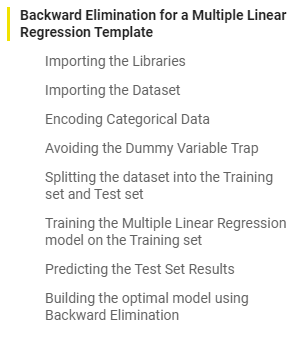 Backward Elimination for a Multiple Linear
Regression Template
Importing the Libraries
Importing the Dataset
Encoding Categorical Data
Avoiding the Dummy Variable Trap
Splitting the dataset into the Training
set and Test set
Training the Multiple Linear Regression
model on the Training set
Predicting the Test Set Results
Building the optimal model using
Backward Elimination